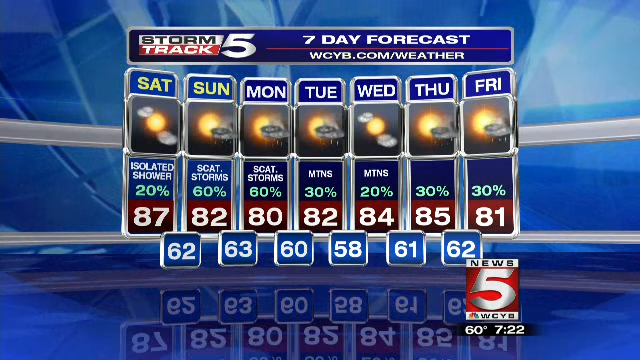 STORM TRACK 5
7 DAY FORECAST
WCYB.COM/WEATHER
SAT SUN MON TUE WED THU FRI
ISOLATED SHOWER SCAT. STORMS SCAT. STORMS MTNS MTNS
20% 60% 60% 30% 20% 30% 30%
87 82 80 82 84 85 81
62 63 60 58 61 62
NEWS
5
WCYB
60° 7:22